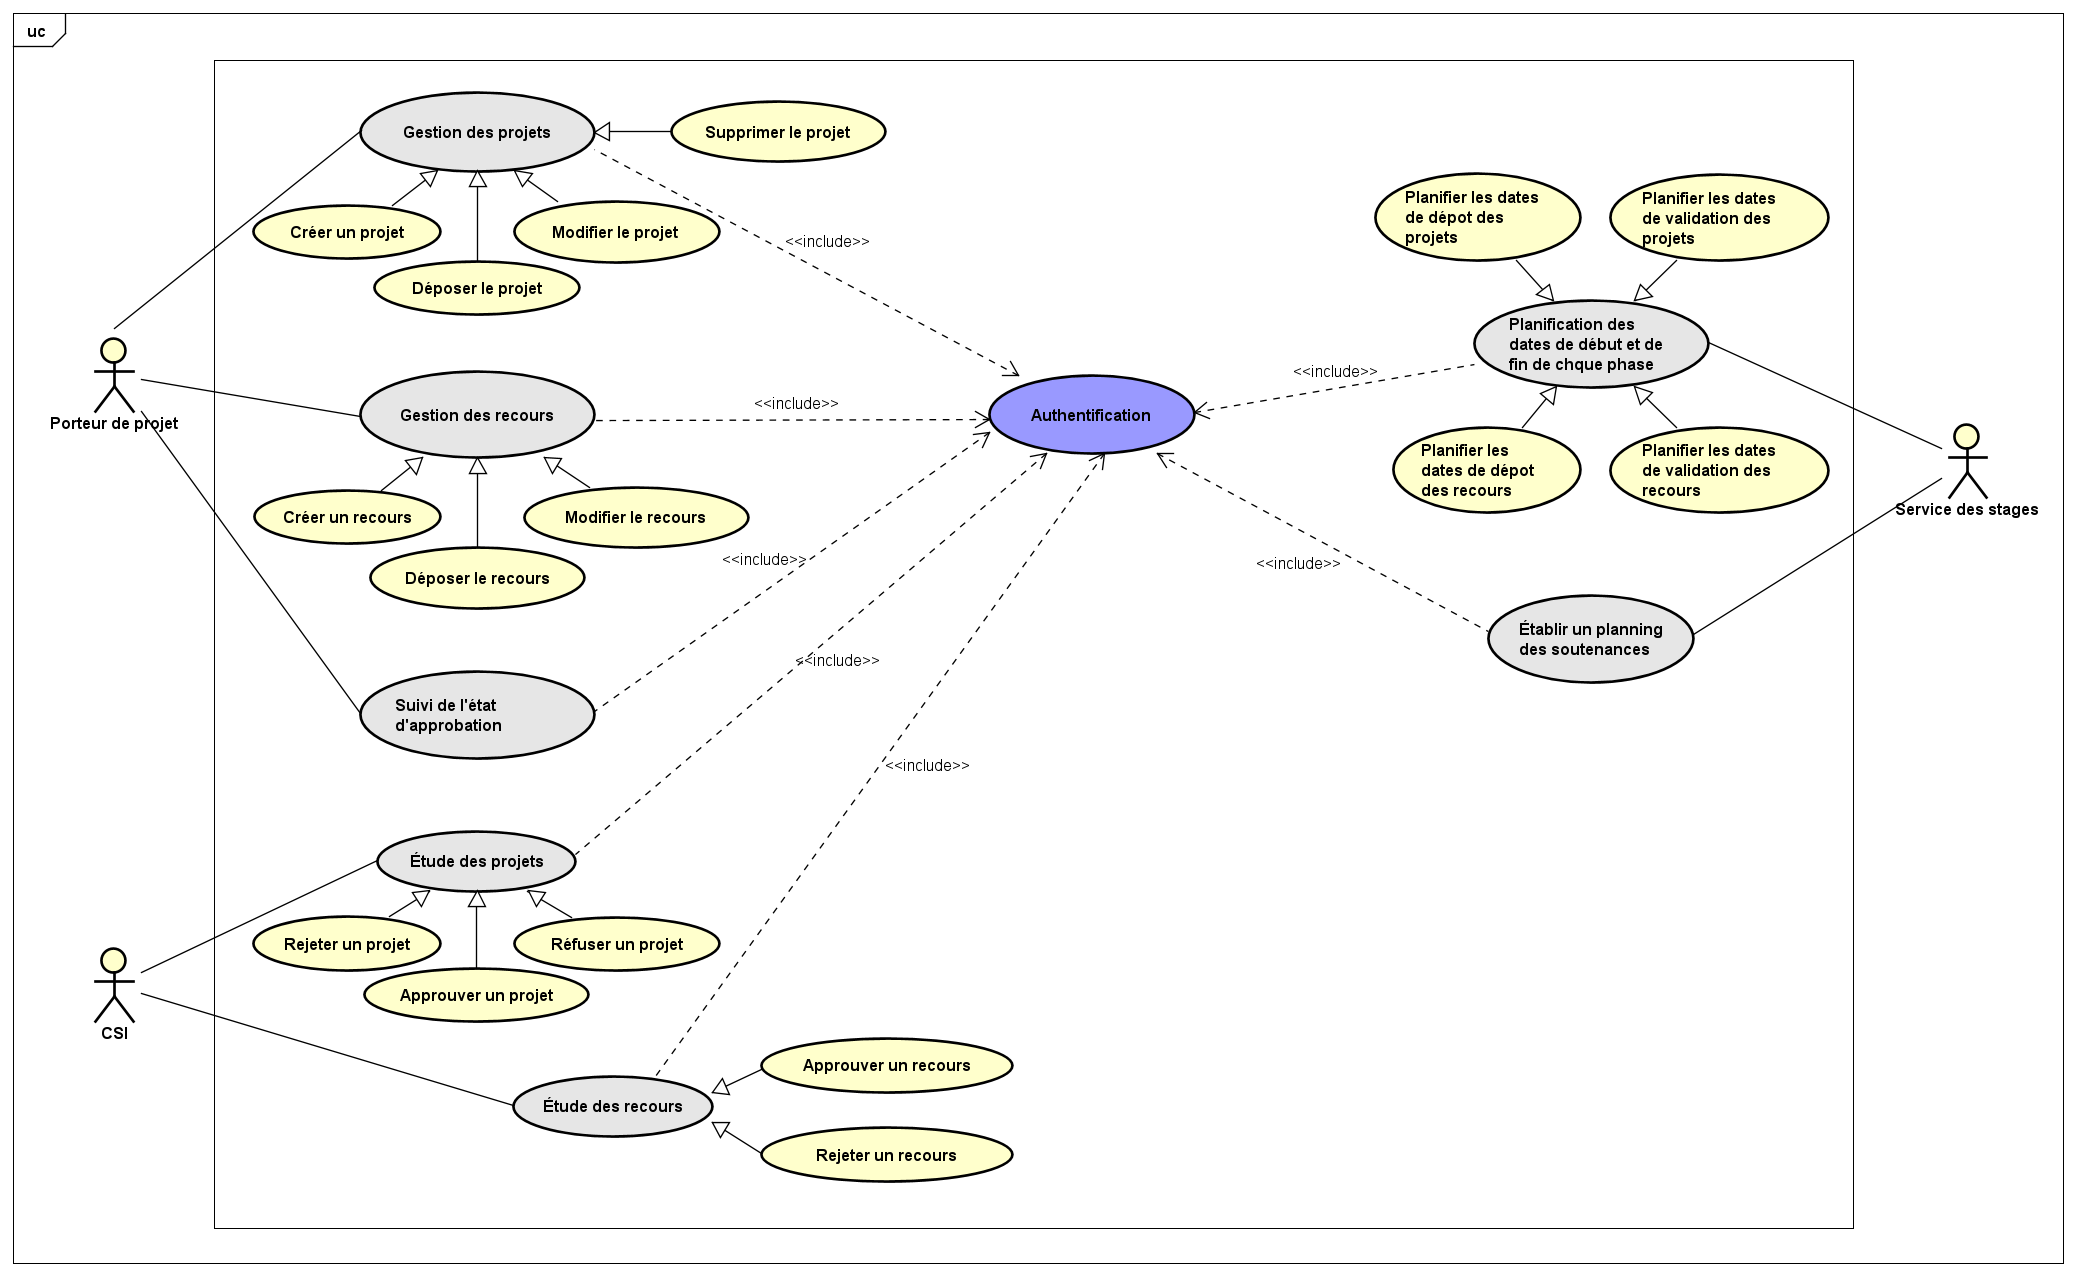 uc
Gestion des projets
Supprimer le projet
Créer un projet
Modifier le projet
Déposer le projet
<<include>>
Planifier les dates
de dépot des
projets
Planifier les dates
de validation des
projets
Planification des
dates de début et de
fin de chque phase
<<include>>
Porteur de projet
Gestion des recours
<<include>>
Authentification
Planifier les
dates de dépot
des recours
Planifier les dates
de validation des
recours
Service des stages
Créer un recours
Modifier le recours
Déposer le recours
<<include>>
<<include>>
Établir un planning
des soutenances
<<include>>
Suivi de l'état
d'approbation
<<include>>
Étude des projets
Rejeter un projet
Réfuser un projet
Approuver un projet
CSI
Approuver un recours
Étude des recours
Rejeter un recours